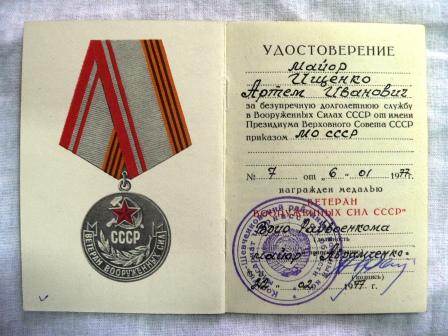 СССР
ВЕТЕРАН ВООРУЖЕННЫХ СИЛ
УДОСТОВЕРЕНИЕ
майор
Ищенко
Артем Иванович
за безупречную долголетнюю службу
в Вооруженных Силах СССР от имени
Президиума Верховного Совета СССР
приказом МО СССР
№ 7 от „6" 01 1977
награжден медалью
ВЕТЕРАН
ВООРУЖЕННЫХ СИЛ СССР"
Врио Райвоенкома
должность
майор Абрамченко
(подпись)
02 1977 г.